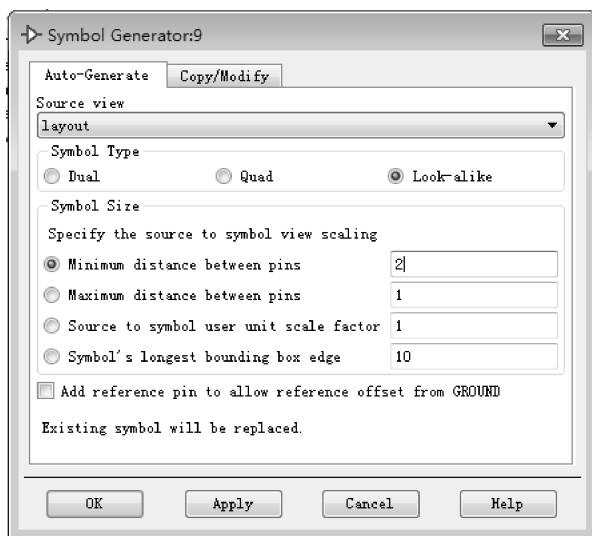 Symbol Generator:9
Auto-Generate Copy/Modify
Source view
layout
Symbol Type
Dual Quad Look-alike
Symbol Size
Specify the source to symbol view scaling
Minimum distance between pins 2
Maximum distance between pins 1
Source to symbol user unit scale factor 1
Symbol's longest bounding box edge 10
Add reference pin to allow reference offset from GROUND
Existing symbol will be replaced.
OK Apply Cancel Help